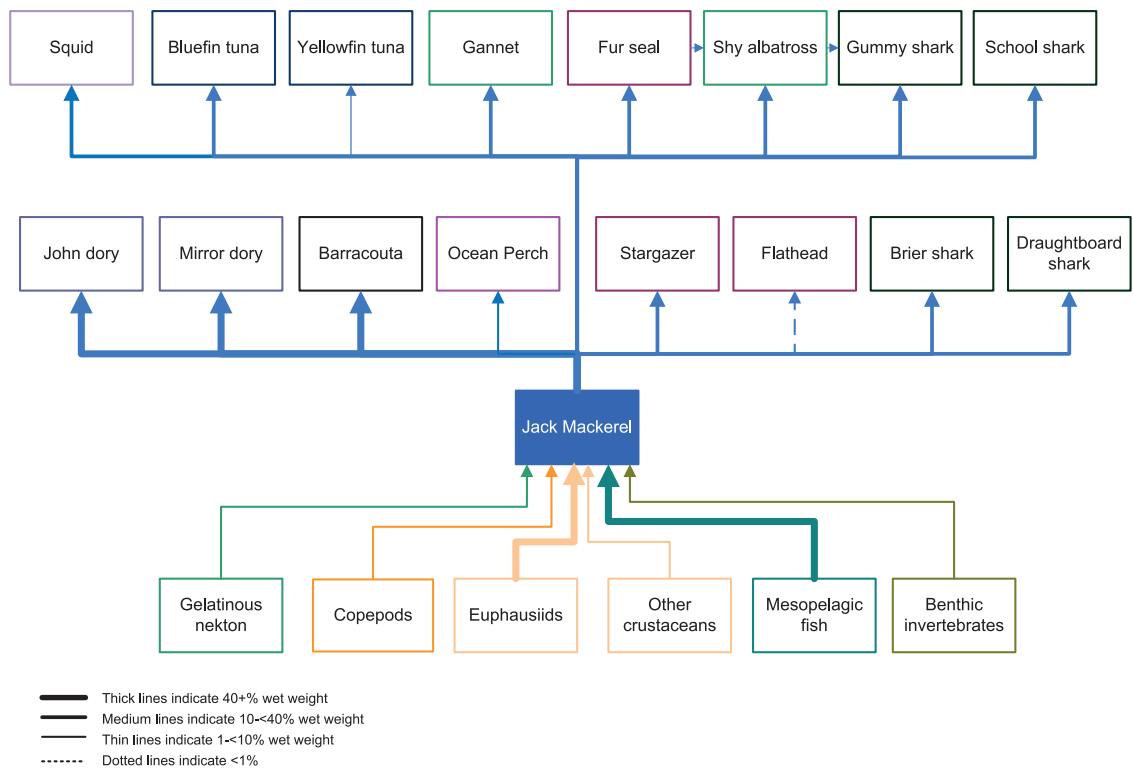 Squid
Bluefin tuna
Yellowfin tuna
Gannet
Fur seal
Shy albatross
Gummy shark
School shark
John dory
Mirror dory
Barracouta
Ocean Perch
Stargazer
Flathead
Brier shark
Draughtboard
shark
Jack Mackerel
Gelatinous
nekton
Copepods
Euphausiids
Other
crustaceans
Mesopelagic
fish
Benthic
invertebrates
Thick lines indicate 40+% wet weight
Medium lines indicate 10-<40% wet weight
Thin lines indicate 1-<10% wet weight
Dotted lines indicate <1%